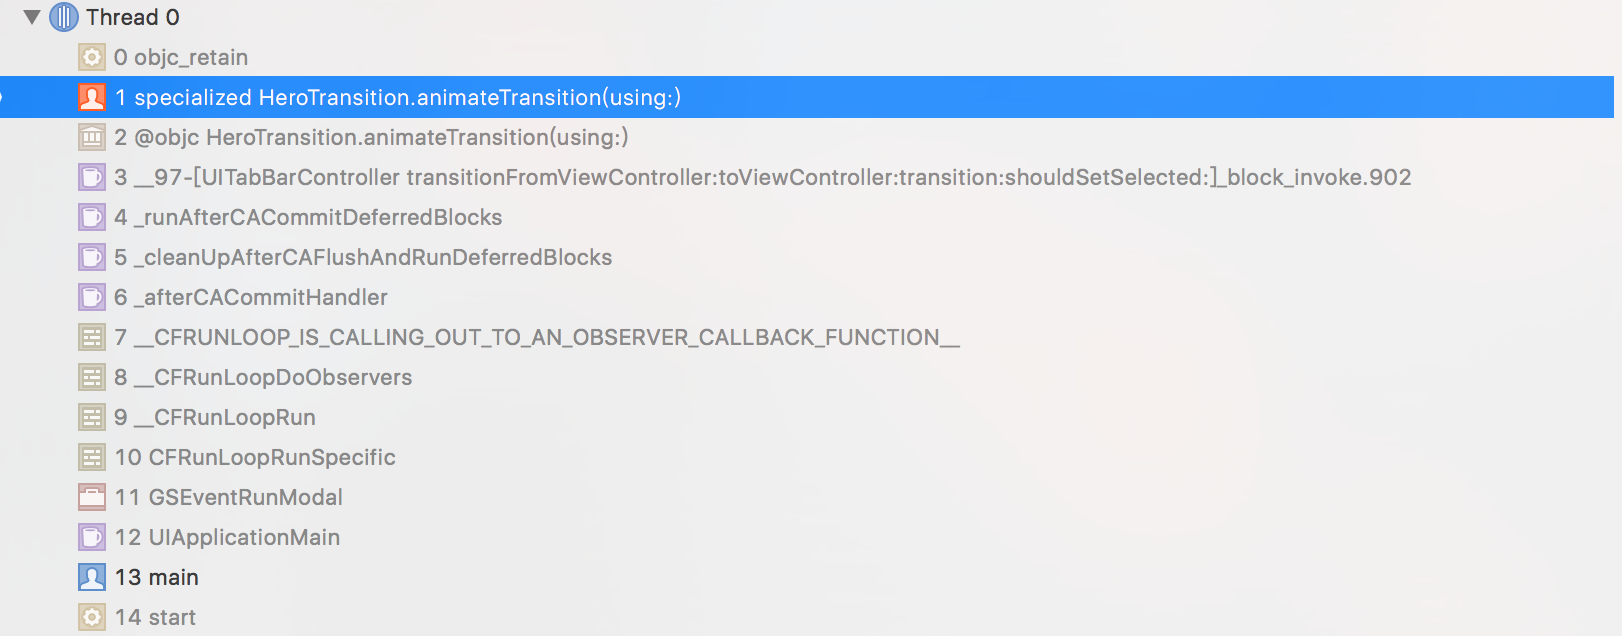 Thread 0
0 objc_retain
1 specialized HeroTransition.animateTransition(using:)
2 @objc HeroTransition.animateTransition(using:)
3 __97-[UITabBarController transitionFromViewController:toViewController:transition:shouldSetSelected:]_block_invoke.902
4 _runAfterCACommitDeferredBlocks
5 _cleanUpAfterCAFlushAndRunDeferredBlocks
6 _afterCACommitHandler
7 __CFRUNLOOP_IS_CALLING_OUT_TO_AN_OBSERVER_CALLBACK_FUNCTION__
8 __CFRunLoopDoObservers
9 __CFRunLoopRun
10 CFRunLoopRunSpecific
11 GSEventRunModal
12 UIApplicationMain
13 main
14 start